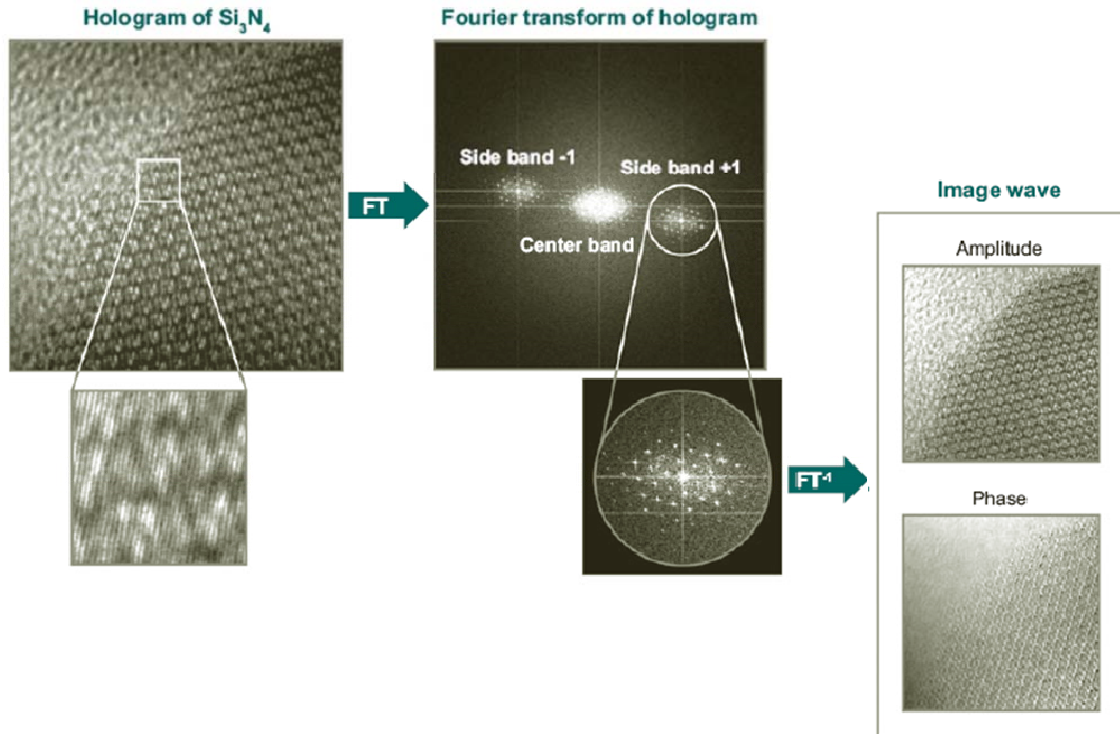 Hologram of Si₃N₄
Fourier transform of hologram
Side band -1
Side band +1
FT
Center band
Image wave
Amplitude
FT⁻¹
Phase